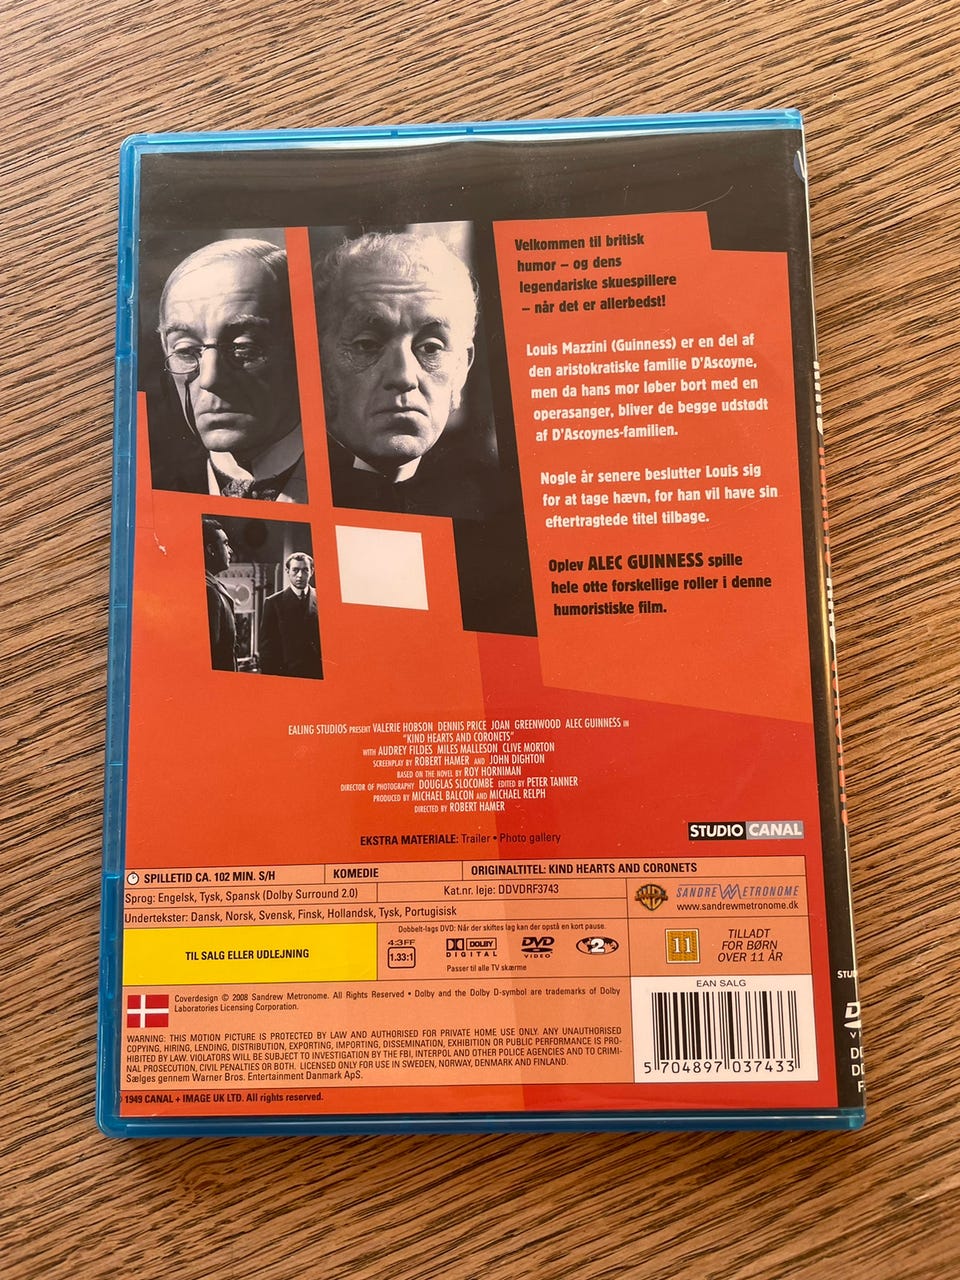 Velkommen til britisk
humor – og dens
legendariske skuespillere
– når det er allerbedst!
Louis Mazzini (Guinness) er en del af
den aristokratiske familie D'Ascoyne,
men da hans mor løber bort med en
operasanger, bliver de begge udstødt
af D'Ascoynes-familien.
Nogle år senere beslutter Louis sig
for at tage hævn, for han vil have sin
eftertragtede titel tilbage.
Oplev ALEC GUINNESS spille
hele otte forskellige roller i denne
humoristiske film.
EALING STUDIOS PRESENT VALERIE HOBSON DENNIS PRICE JOAN GREENWOOD ALEC GUINNESS IN
"KIND HEARTS AND CORONETS"
WITH AUDREY FILDES MILES MALLESON CLIVE MORTON
SCREENPLAY BY ROBERT HAMER AND JOHN DIGHTON
BASED ON THE NOVEL BY ROY HORNIMAN
DIRECTOR OF PHOTOGRAPHY DOUGLAS SLOCOMBE EDITED BY PETER TANNER
PRODUCED BY MICHAEL BALCON AND MICHAEL RELPH
DIRECTED BY ROBERT HAMER
EKSTRA MATERIALE: Trailer • Photo gallery
STUDIO CANAL
SPILLETID CA. 102 MIN. S/H
KOMEDIE
ORIGINALTITEL: KIND HEARTS AND CORONETS
Sprog: Engelsk, Tysk, Spansk (Dolby Surround 2.0)
Kat.nr. leje: DDVDRF3743
Undertekster: Dansk, Norsk, Svensk, Finsk, Hollandsk, Tysk, Portugisisk
SANDREW METRONOME
www.sandrewmetronome.dk
TIL SALG ELLER UDLEJNING
Dobbelt-lags DVD: Når der skiftes lag kan der opstå en kort pause.
4:3FF
1.33:1
DOLBY
DIGITAL
DVD
VIDEO
2
Passer til alle TV skærme
11
TILLADT
FOR BØRN
OVER 11 ÅR
Coverdesign © 2008 Sandrew Metronome. All Rights Reserved • Dolby and the Dolby D-symbol are trademarks of Dolby
Laboratories Licensing Corporation.
WARNING: THIS MOTION PICTURE IS PROTECTED BY LAW AND AUTHORISED FOR PRIVATE HOME USE ONLY. ANY UNAUTHORISED
COPYING, HIRING, LENDING, DISTRIBUTION, EXPORTING, IMPORTING, DISSEMINATION, EXHIBITION OR PUBLIC PERFORMANCE IS PRO-
HIBITED BY LAW. VIOLATORS WILL BE SUBJECT TO INVESTIGATION BY THE FBI, INTERPOL AND OTHER POLICE AGENCIES AND TO CRIMI-
NAL PROSECUTION, CIVIL PENALTIES OR BOTH. LICENSED ONLY FOR USE IN SWEDEN, NORWAY, DENMARK AND FINLAND.
Sælges gennem Warner Bros. Entertainment Danmark ApS.
EAN SALG
5 704897 037433
1949 CANAL + IMAGE UK LTD. All rights reserved.